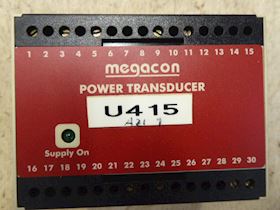 1 2 3 4 5 6 7 8 9 10 11 12 13 14 15
megacon
POWER TRANSDUCER
U415
Supply On
16 17 18 19 20 21 22 23 24 25 26 27 28 29 30